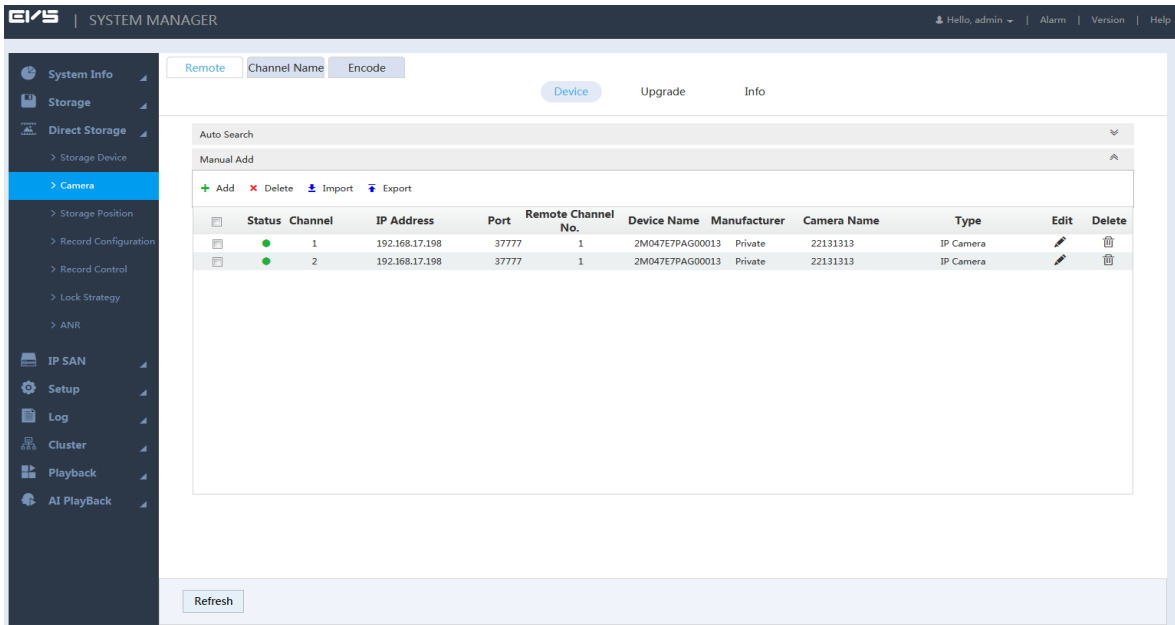 EVS | SYSTEM MANAGER
Hello, admin | Alarm | Version | Help
System Info
Storage
Direct Storage
> Storage Device
> Camera
> Storage Position
> Record Configuration
> Record Control
> Lock Strategy
> ANR
IP SAN
Setup
Log
Cluster
Playback
AI PlayBack
Remote Channel Name Encode
Device Upgrade Info
Auto Search
Manual Add
Add Delete Import Export
Status Channel IP Address Port Remote Channel No. Device Name Manufacturer Camera Name Type Edit Delete
1 192.168.17.198 37777 1 2M047E7PAG00013 Private 22131313 IP Camera
2 192.168.17.198 37777 1 2M047E7PAG00013 Private 22131313 IP Camera
Refresh